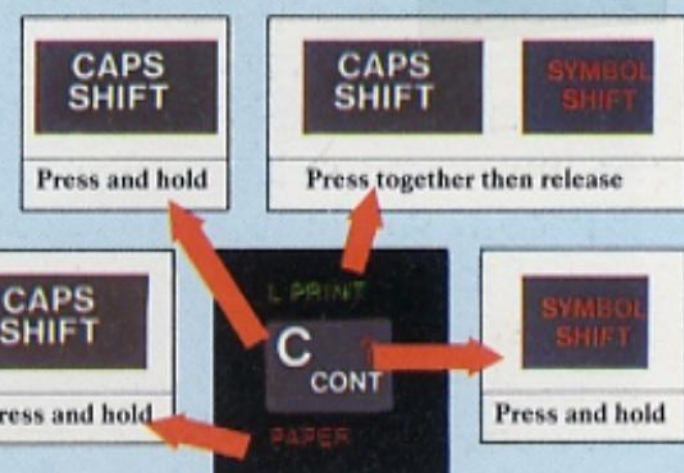 CAPS
SHIFT
Press and hold
CAPS
SHIFT
SYMBOL
SHIFT
Press together then release
CAPS
SHIFT
ress and hold
L PRINT
C
?
CONT
PAPER
SYMBOL
SHIFT
Press and hold